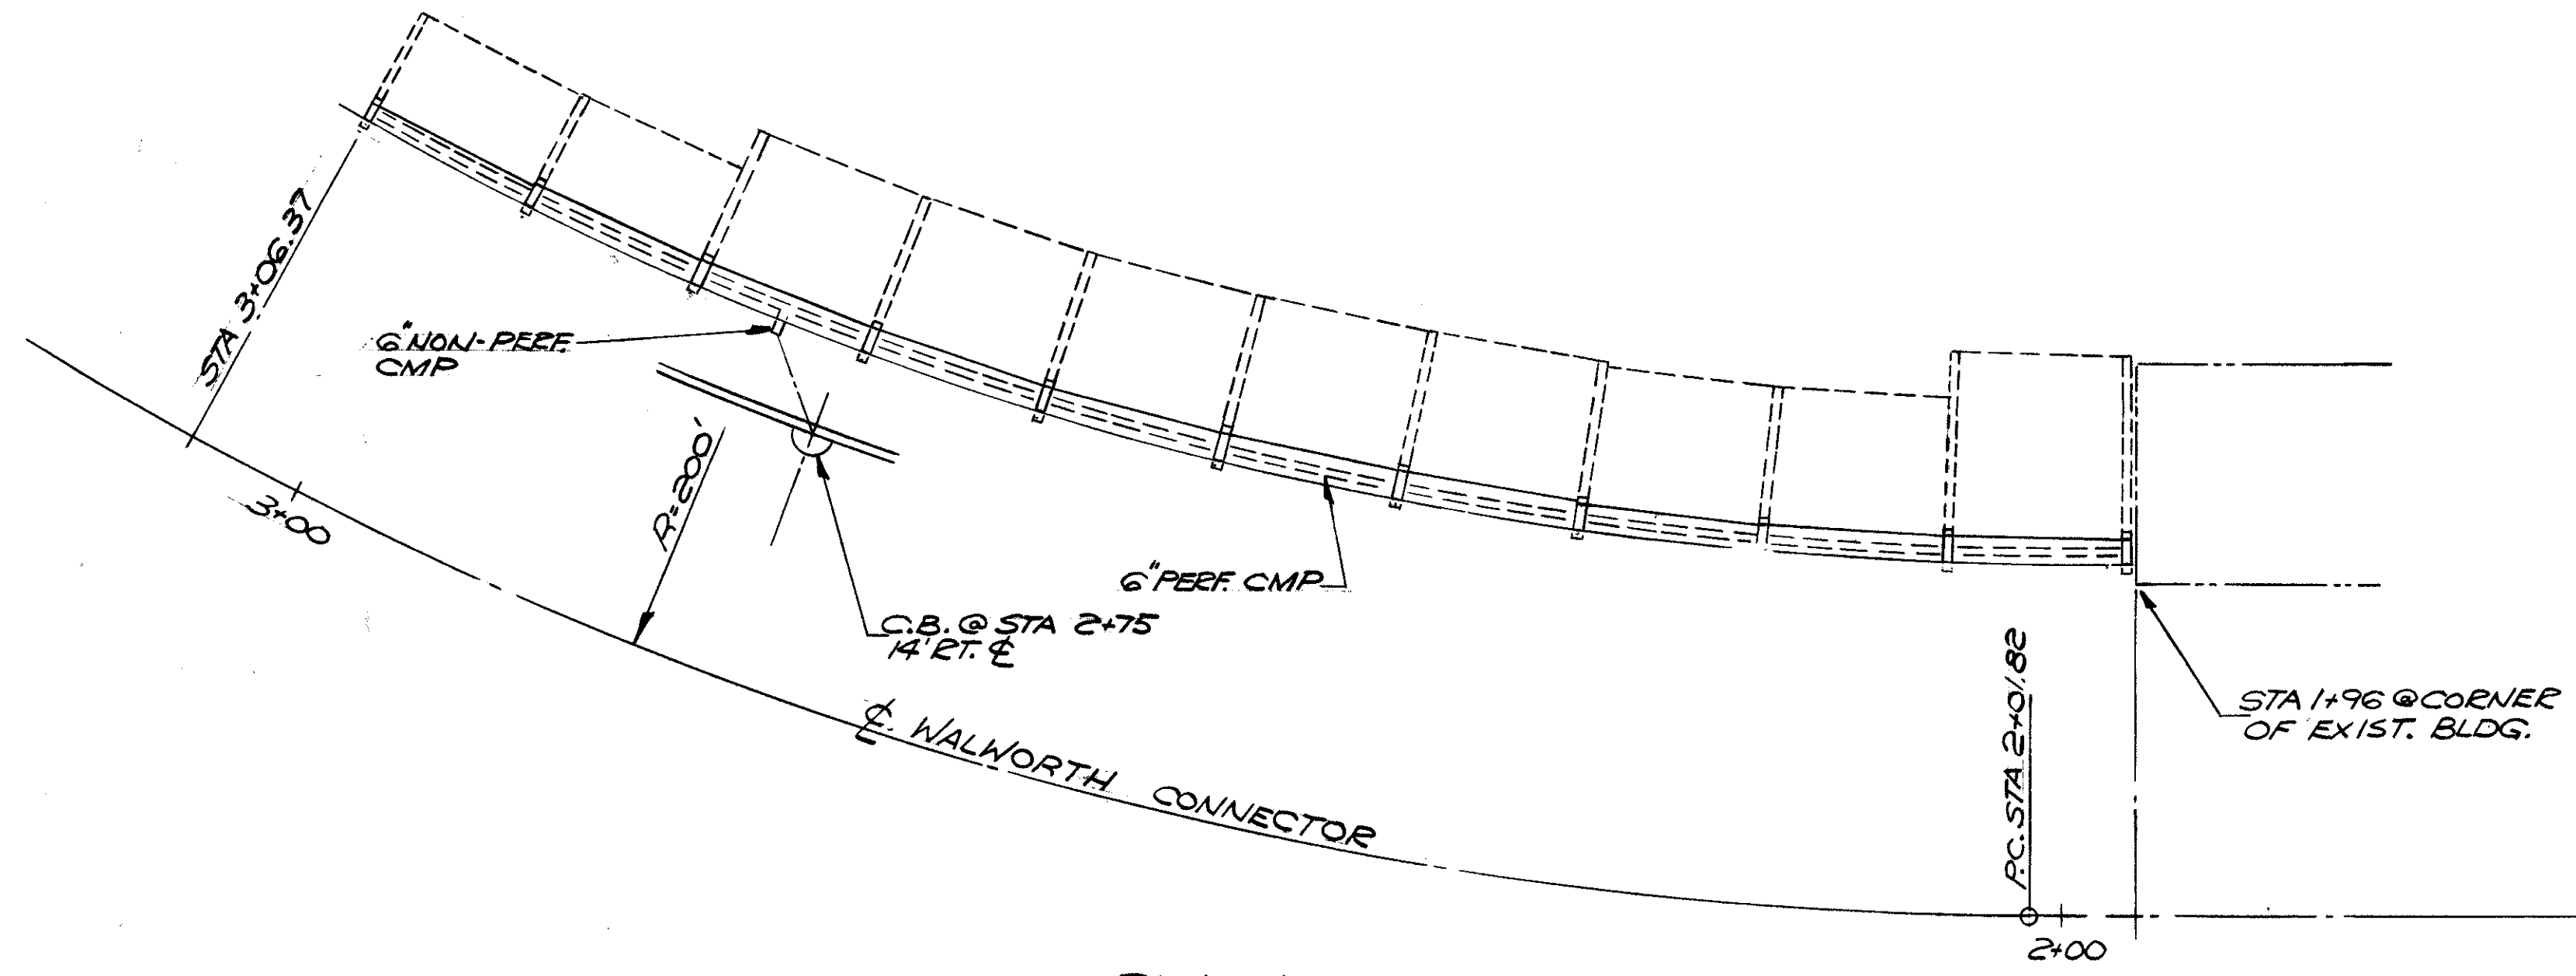 STA 3+06.37
6" NON-PERF.
CMP
3+00
R=200'
C.B. @ STA 2+75
14' RT. ℄
6" PERF. CMP
℄ WALWORTH CONNECTOR
P.C. STA 2+01.82
2+00
STA 1+96 @ CORNER
OF EXIST. BLDG.